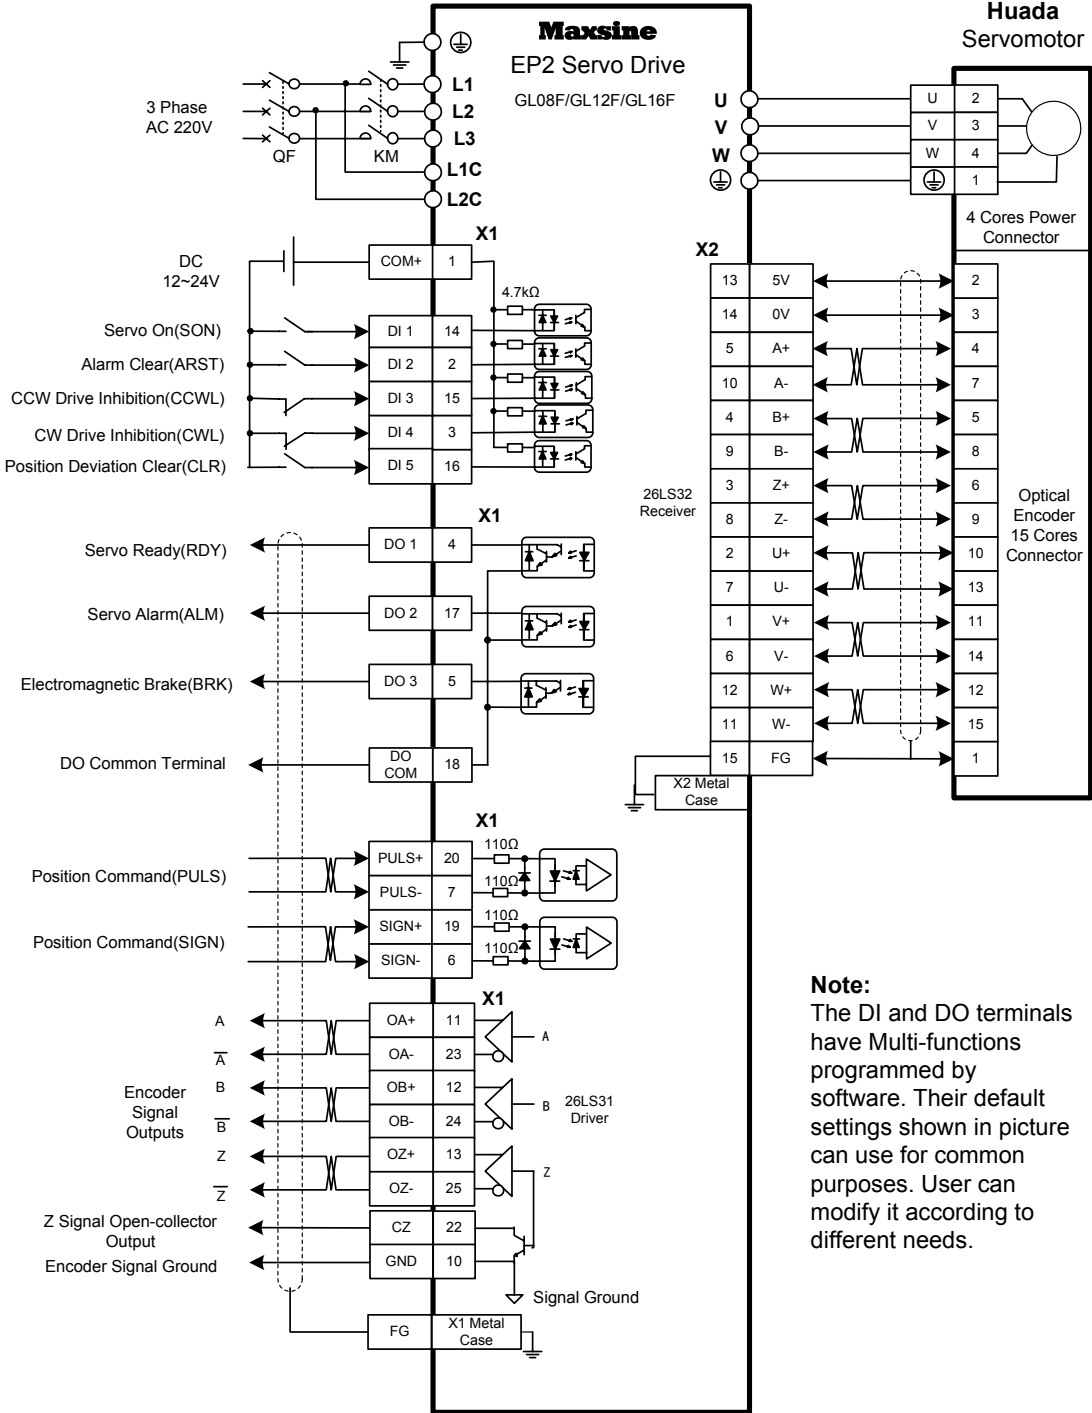 Maxsine
EP2 Servo Drive
GL08F/GL12F/GL16F
Huada
Servomotor
3 Phase
AC 220V
QF
KM
L1
L2
L3
L1C
L2C
U
V
W
U 2
V 3
W 4
1
4 Cores Power
Connector
X1
DC
12~24V
COM+ 1
4.7kΩ
Servo On(SON) DI 1 14
Alarm Clear(ARST) DI 2 2
CCW Drive Inhibition(CCWL) DI 3 15
CW Drive Inhibition(CWL) DI 4 3
Position Deviation Clear(CLR) DI 5 16
X1
Servo Ready(RDY) DO 1 4
Servo Alarm(ALM) DO 2 17
Electromagnetic Brake(BRK) DO 3 5
DO Common Terminal DO COM 18
X1
Position Command(PULS)
PULS+ 20 110Ω
PULS- 7 110Ω
Position Command(SIGN)
SIGN+ 19 110Ω
SIGN- 6 110Ω
X1
Encoder
Signal
Outputs
A OA+ 11 A
A̅ OA- 23
B OB+ 12 B
B̅ OB- 24
Z OZ+ 13 Z
Z̅ OZ- 25
26LS31
Driver
Z Signal Open-collector
Output
CZ 22
Encoder Signal Ground GND 10
Signal Ground
FG X1 Metal
Case
X2
26LS32
Receiver
13 5V 2
14 0V 3
5 A+ 4
10 A- 7
4 B+ 5
9 B- 8
3 Z+ 6
8 Z- 9
2 U+ 10
7 U- 13
1 V+ 11
6 V- 14
12 W+ 12
11 W- 15
15 FG 1
X2 Metal
Case
Optical
Encoder
15 Cores
Connector
Note:
The DI and DO terminals
have Multi-functions
programmed by
software. Their default
settings shown in picture
can use for common
purposes. User can
modify it according to
different needs.